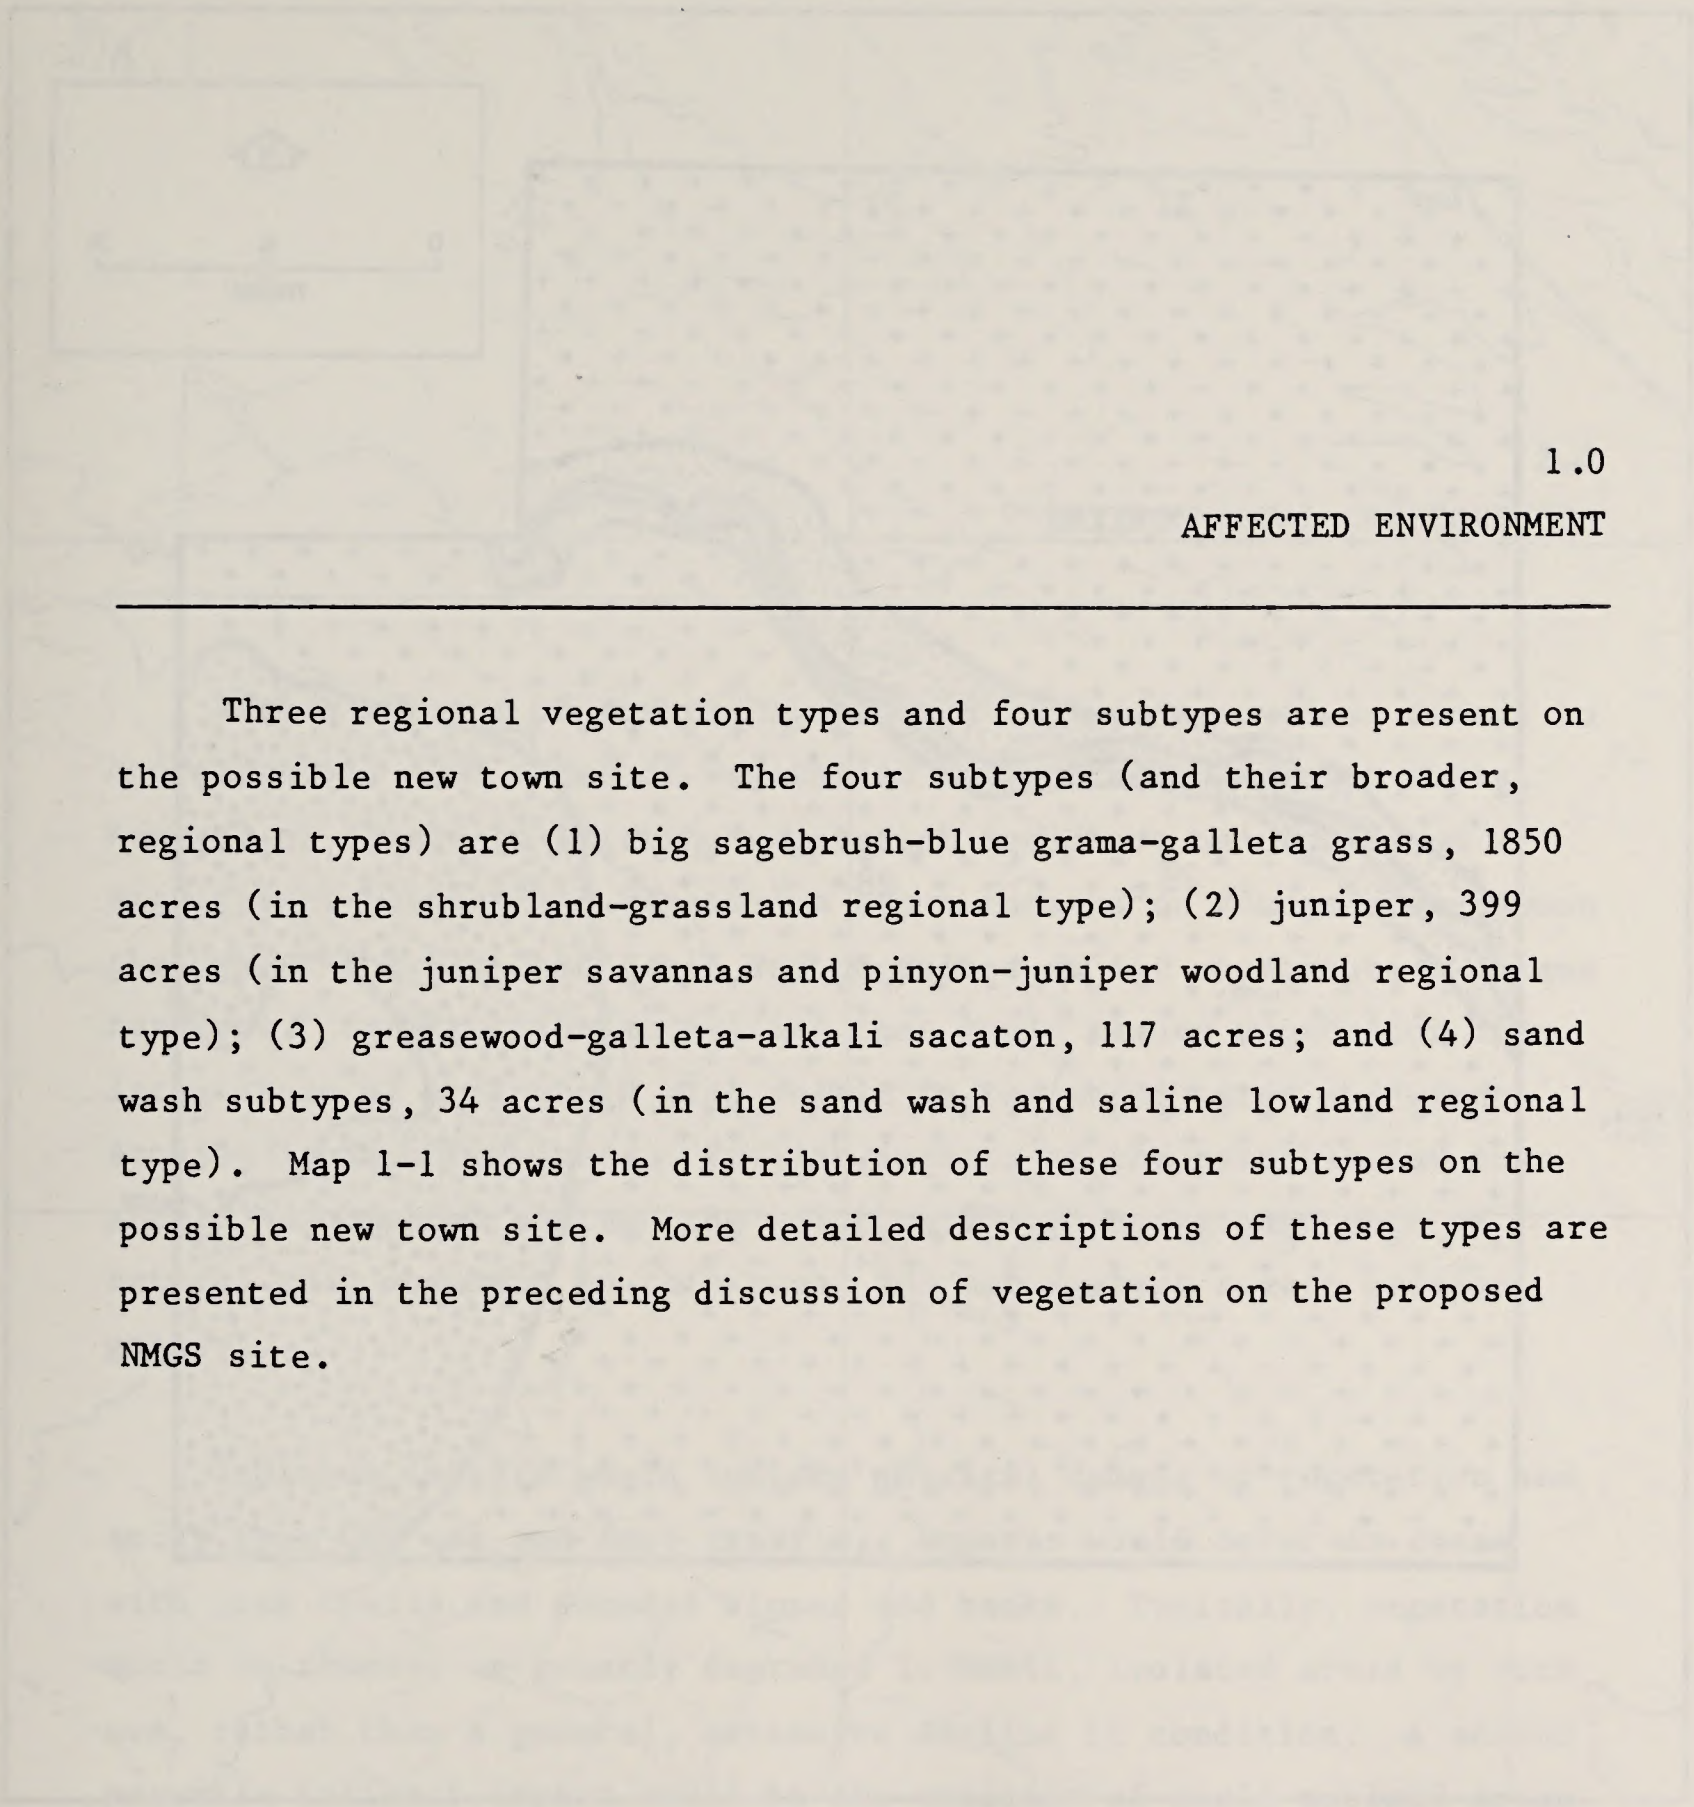 1.0
AFFECTED ENVIRONMENT
Three regional vegetation types and four subtypes are present on
the possible new town site. The four subtypes (and their broader,
regional types) are (1) big sagebrush-blue grama-galleta grass, 1850
acres (in the shrubland-grassland regional type); (2) juniper, 399
acres (in the juniper savannas and pinyon-juniper woodland regional
type); (3) greasewood-galleta-alkali sacaton, 117 acres; and (4) sand
wash subtypes, 34 acres (in the sand wash and saline lowland regional
type). Map 1-1 shows the distribution of these four subtypes on the
possible new town site. More detailed descriptions of these types are
presented in the preceding discussion of vegetation on the proposed
NMGS site.